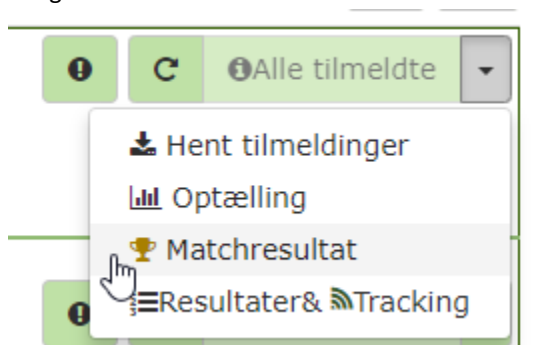 Alle tilmeldte
Hent tilmeldinger
Optælling
Matchresultat
Resultater& Tracking